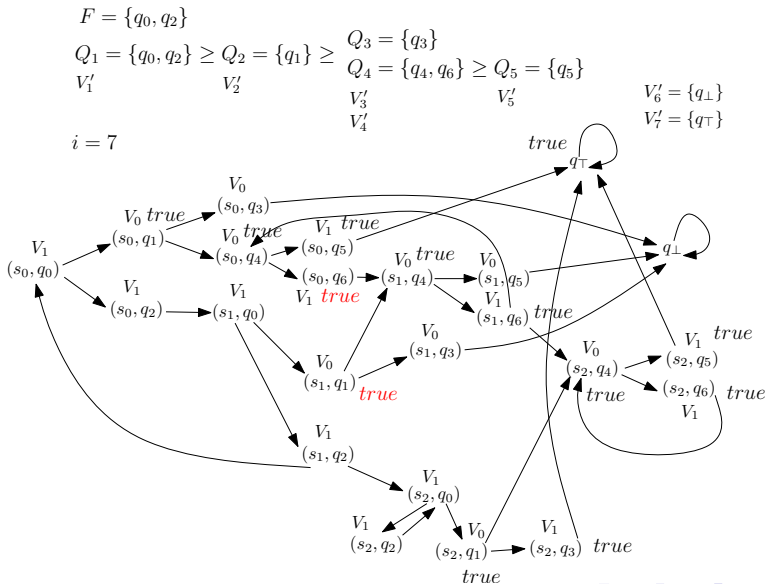 F = {q₀, q₂}
Q₃ = {q₃}
Q₁ = {q₀, q₂} ≥ Q₂ = {q₁} ≥
Q₄ = {q₄, q₆} ≥ Q₅ = {q₅}
V′₁ V′₂ V′₃ V′₅
V′₄
V′₆ = {q⊥}
V′₇ = {q⊤}
i = 7
true
q⊤
V₀
(s₀, q₃)
V₀ true
(s₀, q₁)
V₀ true
(s₀, q₄)
V₁ true
(s₀, q₅)
q⊥
V₁
(s₀, q₀)
(s₀, q₆)
V₁ true
V₀ true
(s₁, q₄)
V₀
(s₁, q₅)
V₁
(s₀, q₂)
V₁
(s₁, q₀)
V₁
(s₁, q₆) true
V₀
(s₁, q₃)
V₀
(s₁, q₁)
true
V₀
(s₂, q₄)
true
V₁ true
(s₂, q₅)
(s₂, q₆) true
V₁
V₁
(s₁, q₂)
V₁
(s₂, q₀)
V₁
(s₂, q₂)
V₀
(s₂, q₁)
true
V₁
(s₂, q₃) true